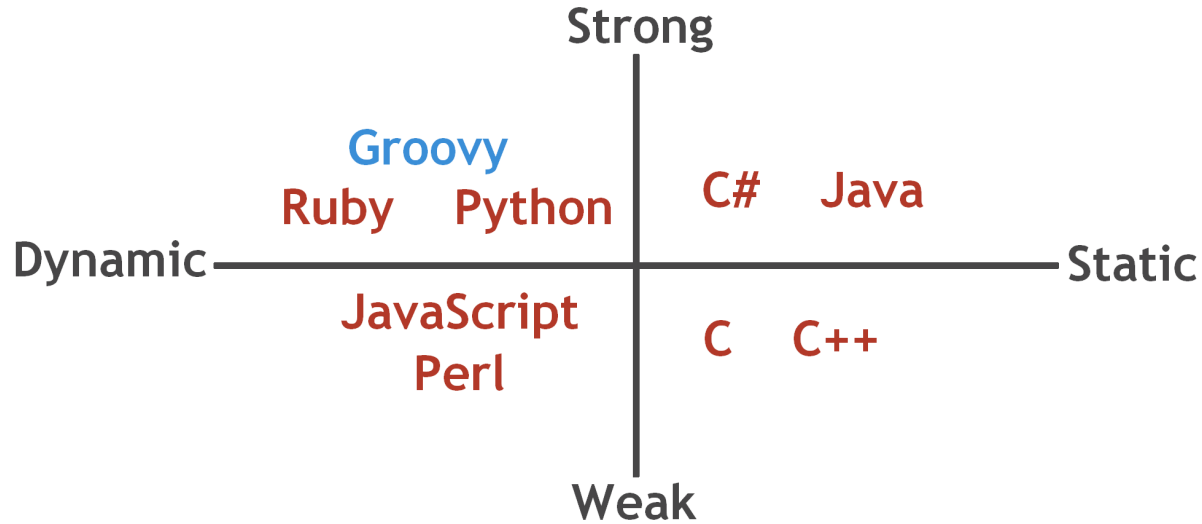 Strong
Groovy
Ruby Python
C# Java
Dynamic
Static
JavaScript
Perl
C C++
Weak